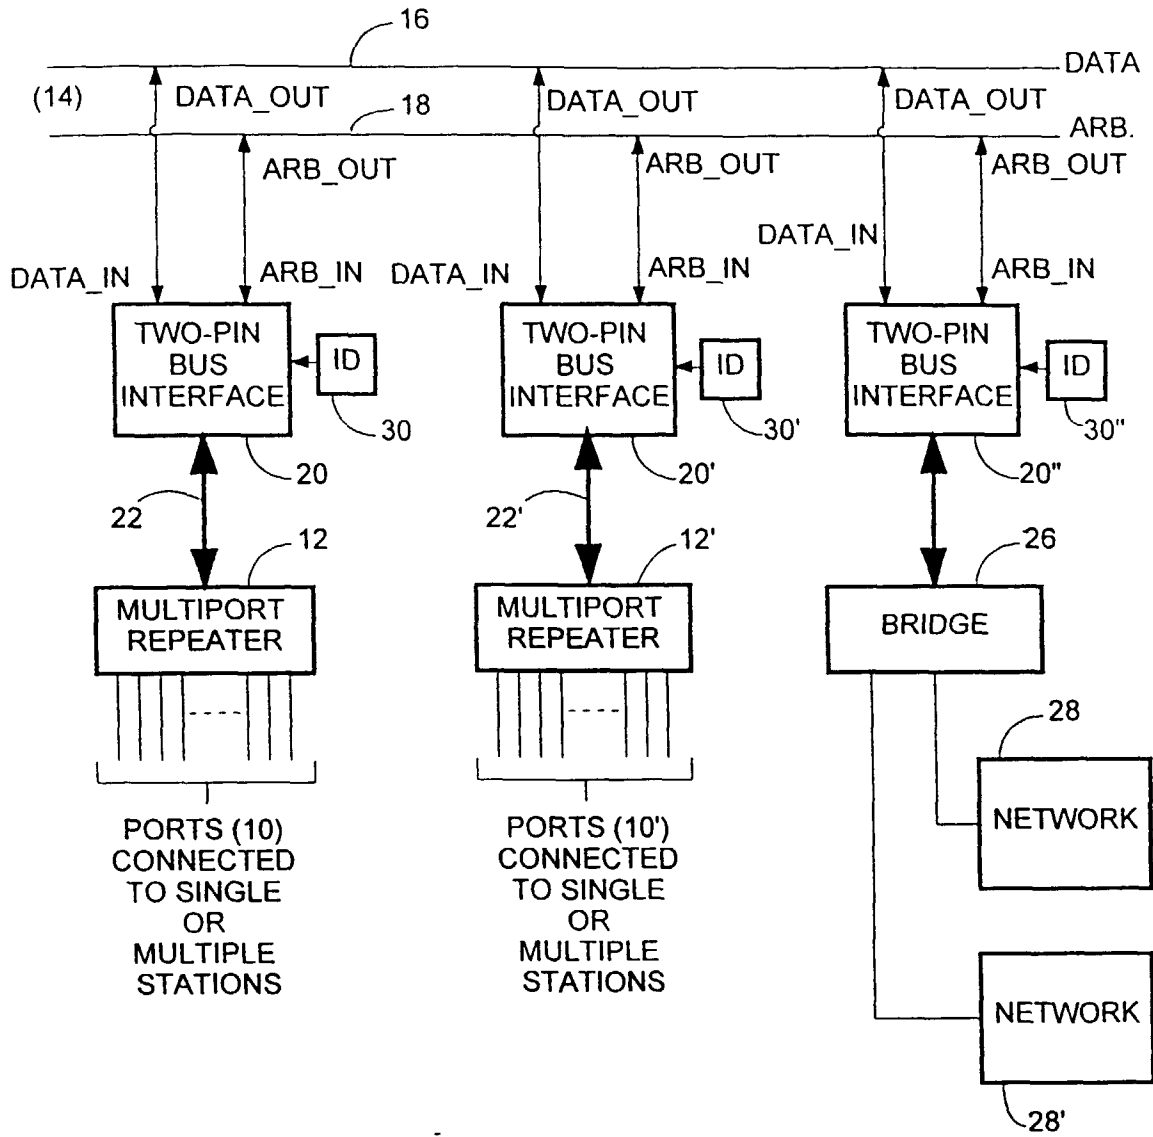 16
DATA
(14)
DATA_OUT
DATA_OUT
DATA_OUT
18
ARB.
ARB_OUT
ARB_OUT
ARB_OUT
DATA_IN
ARB_IN
DATA_IN
ARB_IN
DATA_IN
ARB_IN
TWO-PIN
BUS
INTERFACE
ID
30
20
TWO-PIN
BUS
INTERFACE
ID
30'
20'
TWO-PIN
BUS
INTERFACE
ID
30"
20"
22
22'
12
12'
26
MULTIPORT
REPEATER
MULTIPORT
REPEATER
BRIDGE
PORTS (10)
CONNECTED
TO SINGLE
OR
MULTIPLE
STATIONS
PORTS (10')
CONNECTED
TO SINGLE
OR
MULTIPLE
STATIONS
28
NETWORK
NETWORK
28'